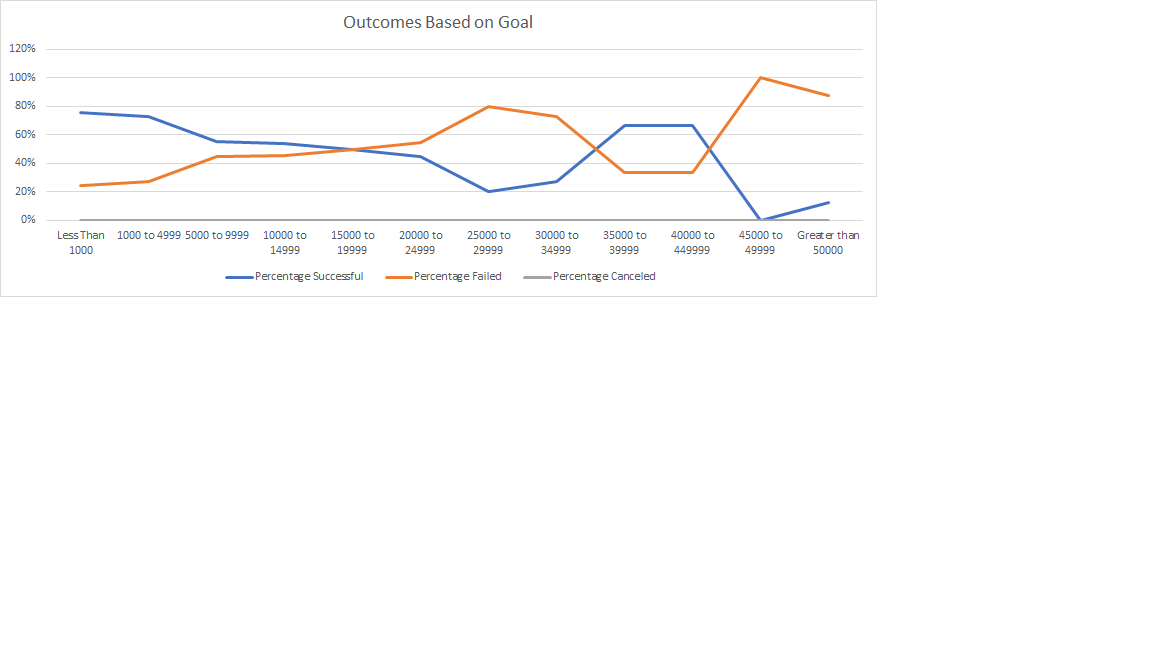 Outcomes Based on Goal
120%
100%
80%
60%
40%
20%
0%
Less Than 1000 to 4999 5000 to 9999 10000 to 15000 to 20000 to 25000 to 30000 to 35000 to 40000 to 45000 to Greater than
1000 14999 19999 24999 29999 34999 39999 449999 49999 50000
Percentage Successful Percentage Failed Percentage Canceled